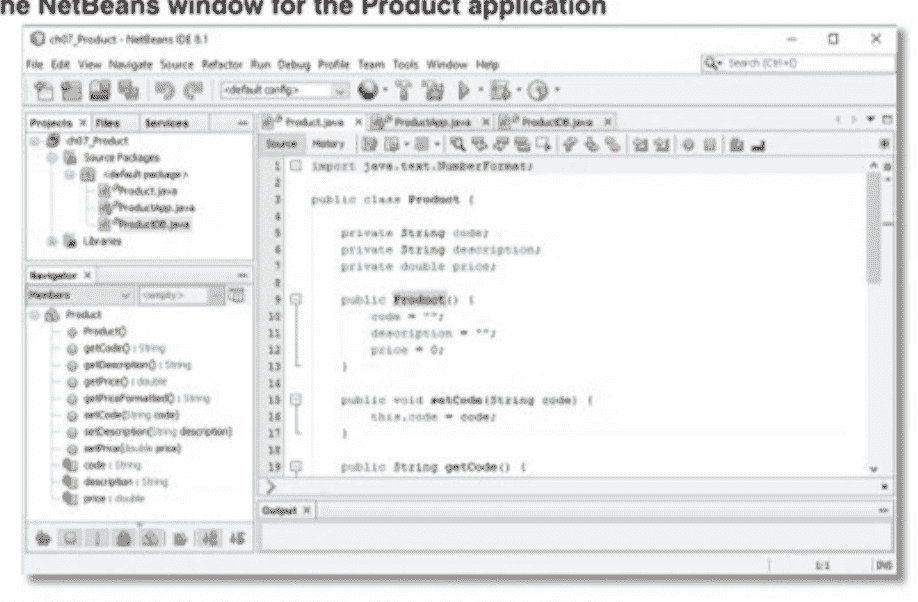 he NetBeans window for the Product application
ch07_Product - NetBeans IDE 8.1
File Edit View Navigate Source Refactor Run Debug Profile Team Tools Window Help
Search (Ctrl+I)
<default config>
Projects Files Services
Product.java ProductApp.java ProductDB.java
Source History
ch07_Product
Source Packages
<default package>
Product.java
ProductApp.java
ProductDB.java
Libraries
Navigator
Members <empty>
Product
Product()
getCode() : String
getDescription() : String
getPrice() : double
getPriceFormatted() : String
setCode(String code)
setDescription(String description)
setPrice(double price)
code : String
description : String
price : double
1 import java.text.NumberFormat;
2
3 public class Product {
4
5 private String code;
6 private String description;
7 private double price;
8
9 public Product() {
10 code = "";
11 description = "";
12 price = 0;
13 }
14
15 public void setCode(String code) {
16 this.code = code;
17 }
18
19 public String getCode() {
Output
1:1 INS